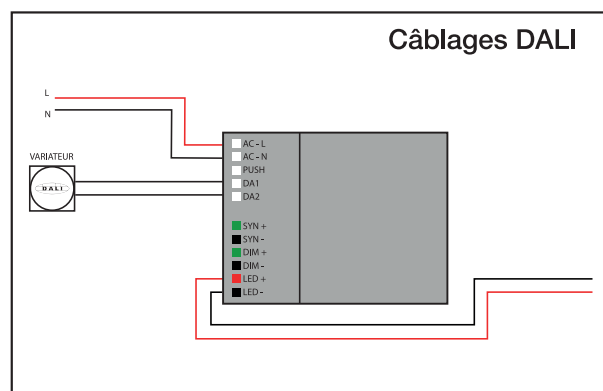 Câblages DALI
L
N
VARIATEUR
DALI
AC - L
AC - N
PUSH
DA1
DA2
SYN +
SYN -
DIM +
DIM -
LED +
LED -